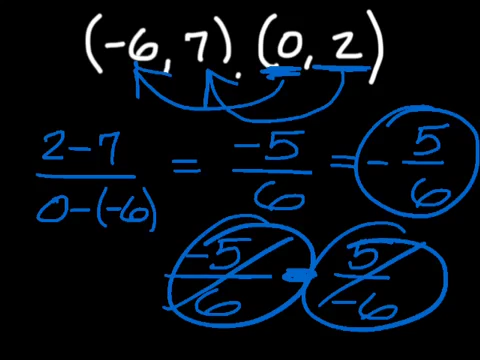 (-6, 7). (0, 2)
2-7 / 0-(-6) = -5/6 = -5/6
-5/6 = 5/-6